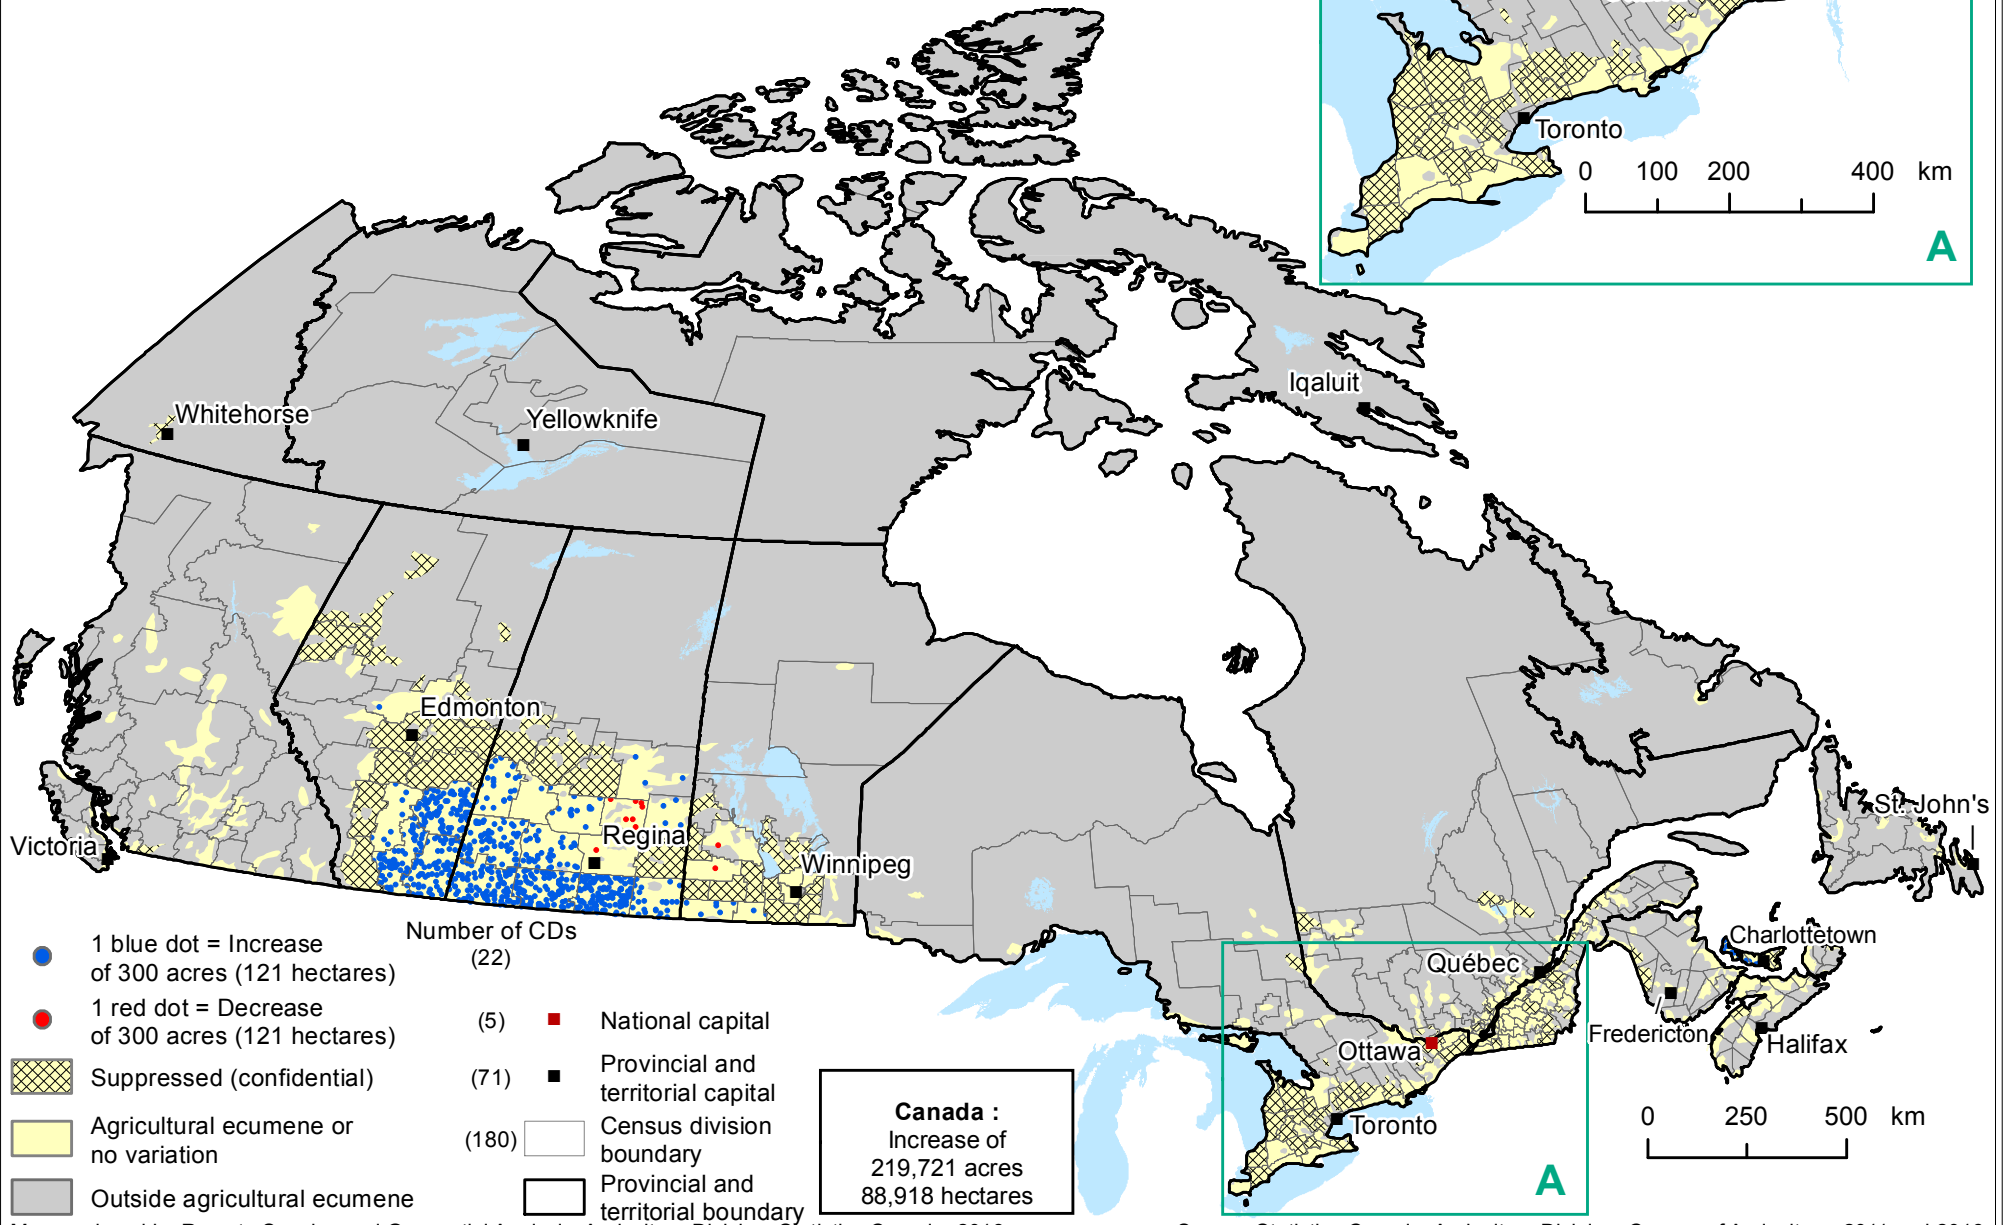 Toronto
0 100 200 400 km
A
Iqaluit
Whitehorse
Yellowknife
Edmonton
Regina
Victoria
Winnipeg
St. John's
Charlottetown
Québec
Fredericton
Halifax
Ottawa
Toronto
A
0 250 500 km
Number of CDs
1 blue dot = Increase
of 300 acres (121 hectares)
(22)
1 red dot = Decrease
of 300 acres (121 hectares)
(5)
Suppressed (confidential)
(71)
Agricultural ecumene or
no variation
(180)
Outside agricultural ecumene
National capital
Provincial and
territorial capital
Census division
boundary
Provincial and
territorial boundary
Canada :
Increase of
219,721 acres
88,918 hectares